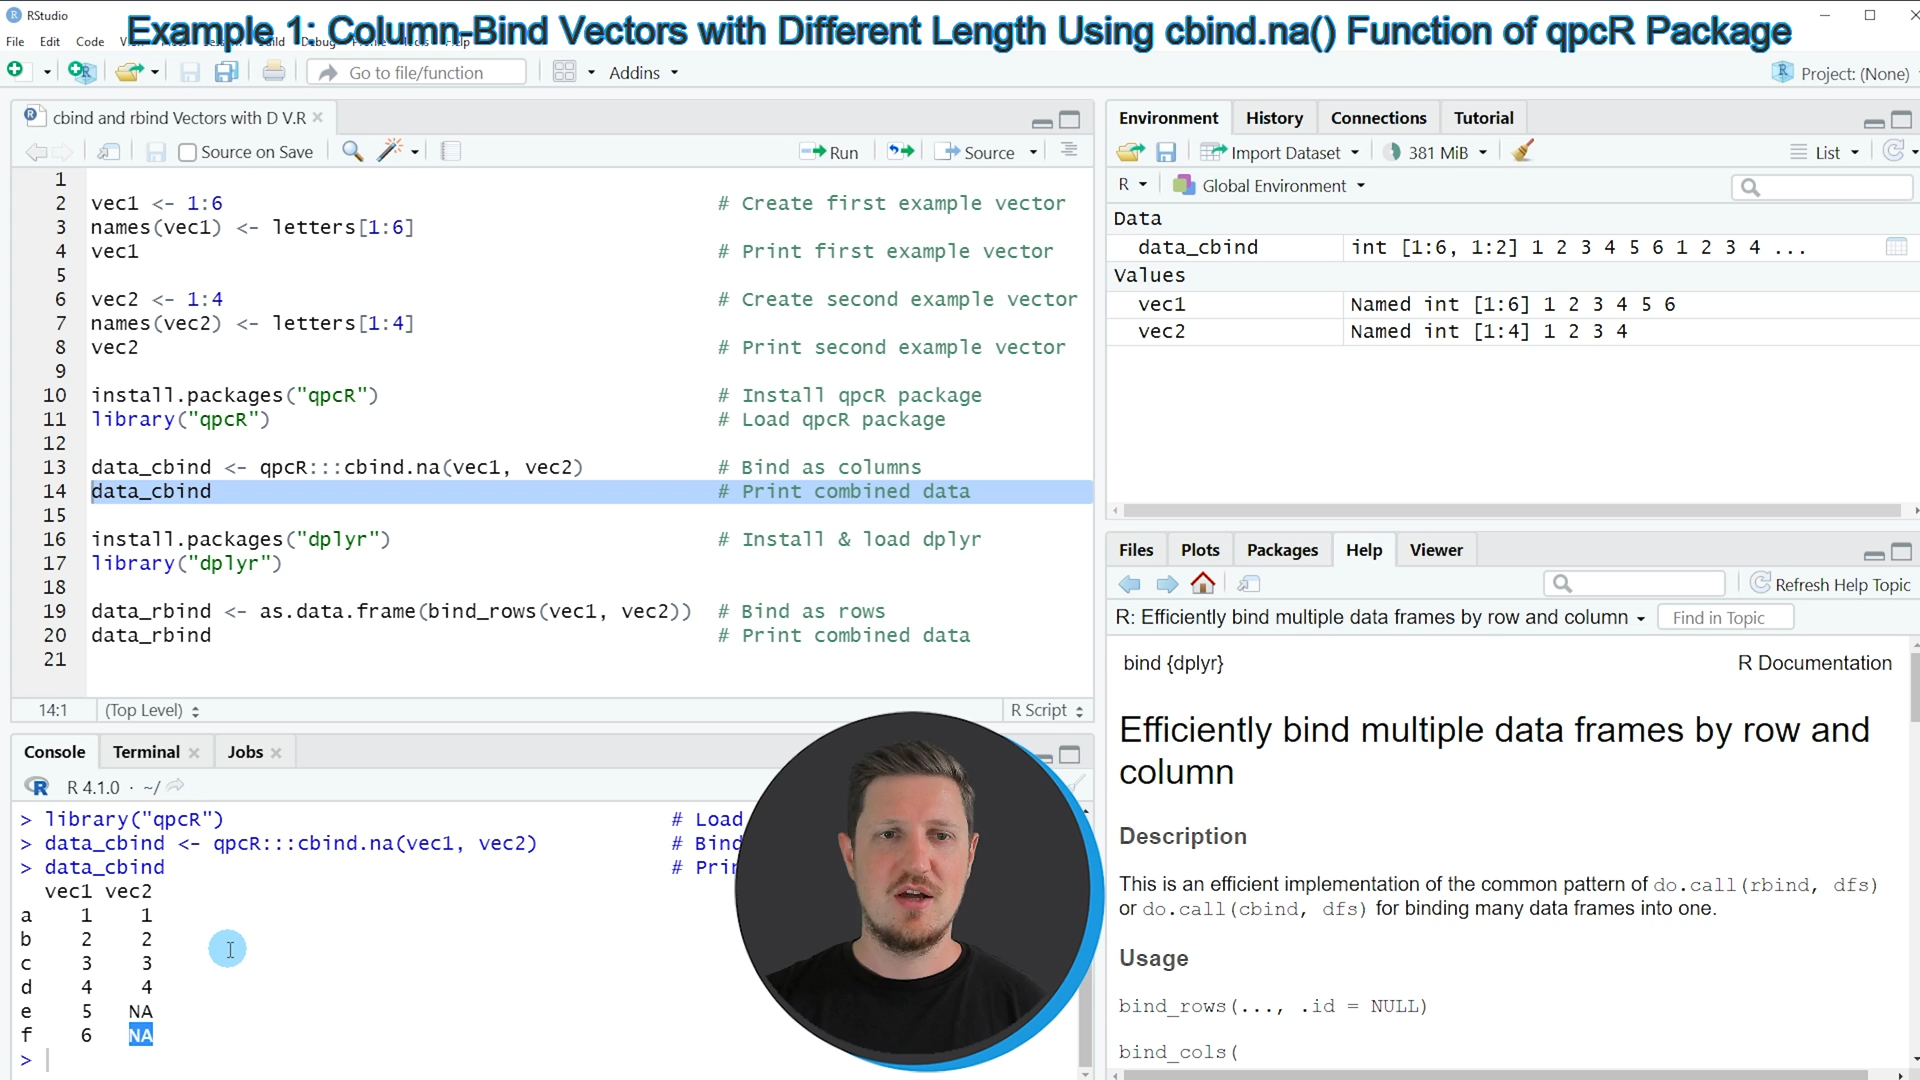 RStudio
Example 1: Column-Bind Vectors with Different Length Using cbind.na() Function of qpcR Package
File Edit Code Help
Go to file/function Addins Project: (None)
cbind and rbind Vectors with D V.R
Source on Save Run Source
1
2 vec1 <- 1:6 # Create first example vector
3 names(vec1) <- letters[1:6]
4 vec1 # Print first example vector
5
6 vec2 <- 1:4 # Create second example vector
7 names(vec2) <- letters[1:4]
8 vec2 # Print second example vector
9
10 install.packages("qpcR") # Install qpcR package
11 library("qpcR") # Load qpcR package
12
13 data_cbind <- qpcR:::cbind.na(vec1, vec2) # Bind as columns
14 data_cbind # Print combined data
15
16 install.packages("dplyr") # Install & load dplyr
17 library("dplyr")
18
19 data_rbind <- as.data.frame(bind_rows(vec1, vec2)) # Bind as rows
20 data_rbind # Print combined data
21
14:1 (Top Level) R Script
Console Terminal Jobs
R 4.1.0 · ~/
> library("qpcR") # Load
> data_cbind <- qpcR:::cbind.na(vec1, vec2) # Bind
> data_cbind # Prin
vec1 vec2
a 1 1
b 2 2
c 3 3
d 4 4
e 5 NA
f 6 NA
>
Environment History Connections Tutorial
Import Dataset 381 MiB List
R Global Environment
Data
data_cbind int [1:6, 1:2] 1 2 3 4 5 6 1 2 3 4 ...
Values
vec1 Named int [1:6] 1 2 3 4 5 6
vec2 Named int [1:4] 1 2 3 4
Files Plots Packages Help Viewer
Refresh Help Topic
R: Efficiently bind multiple data frames by row and column Find in Topic
bind {dplyr} R Documentation
Efficiently bind multiple data frames by row and
column
Description
This is an efficient implementation of the common pattern of do.call(rbind, dfs)
or do.call(cbind, dfs) for binding many data frames into one.
Usage
bind_rows(..., .id = NULL)
bind_cols(